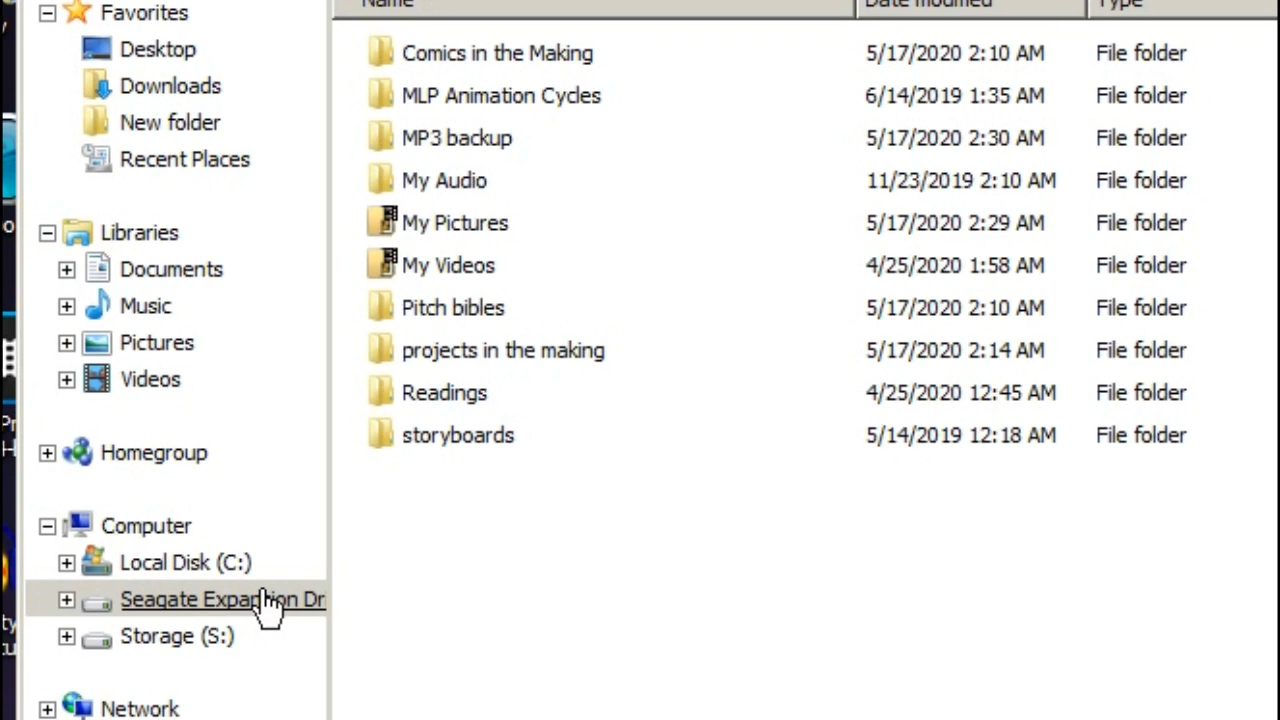 Favorites
Desktop
Downloads
New folder
Recent Places
Libraries
Documents
Music
Pictures
Videos
Homegroup
Computer
Local Disk (C:)
Seagate Expansion Dr
Storage (S:)
Network
Name Date modified Type
Comics in the Making 5/17/2020 2:10 AM File folder
MLP Animation Cycles 6/14/2019 1:35 AM File folder
MP3 backup 5/17/2020 2:30 AM File folder
My Audio 11/23/2019 2:10 AM File folder
My Pictures 5/17/2020 2:29 AM File folder
My Videos 4/25/2020 1:58 AM File folder
Pitch bibles 5/17/2020 2:10 AM File folder
projects in the making 5/17/2020 2:14 AM File folder
Readings 4/25/2020 12:45 AM File folder
storyboards 5/14/2019 12:18 AM File folder